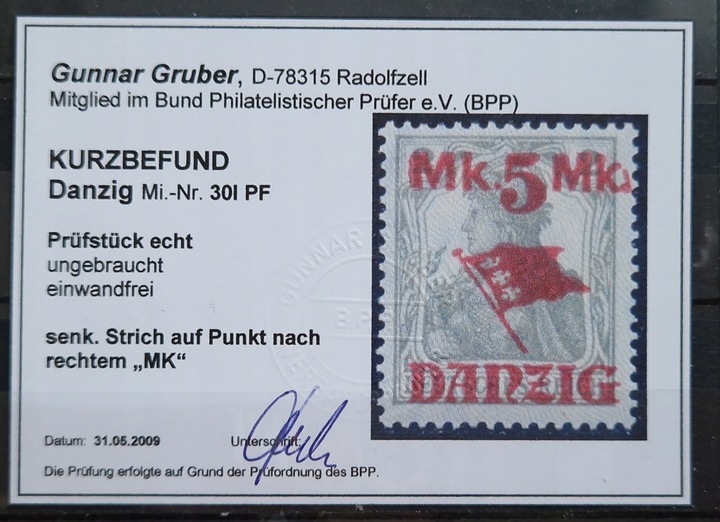 Gunnar Gruber, D-78315 Radolfzell
Mitglied im Bund Philatelistischer Prüfer e.V. (BPP)
KURZBEFUND
Danzig Mi.-Nr. 30I PF
Prüfstück echt
ungebraucht
einwandfrei
senk. Strich auf Punkt nach
rechtem „MK“
Datum: 31.05.2009 Unterschrift:
Die Prüfung erfolgte auf Grund der Prüfordnung des BPP.
Mk. 5 Mk.
DANZIG
GUNNAR
B.P.P.